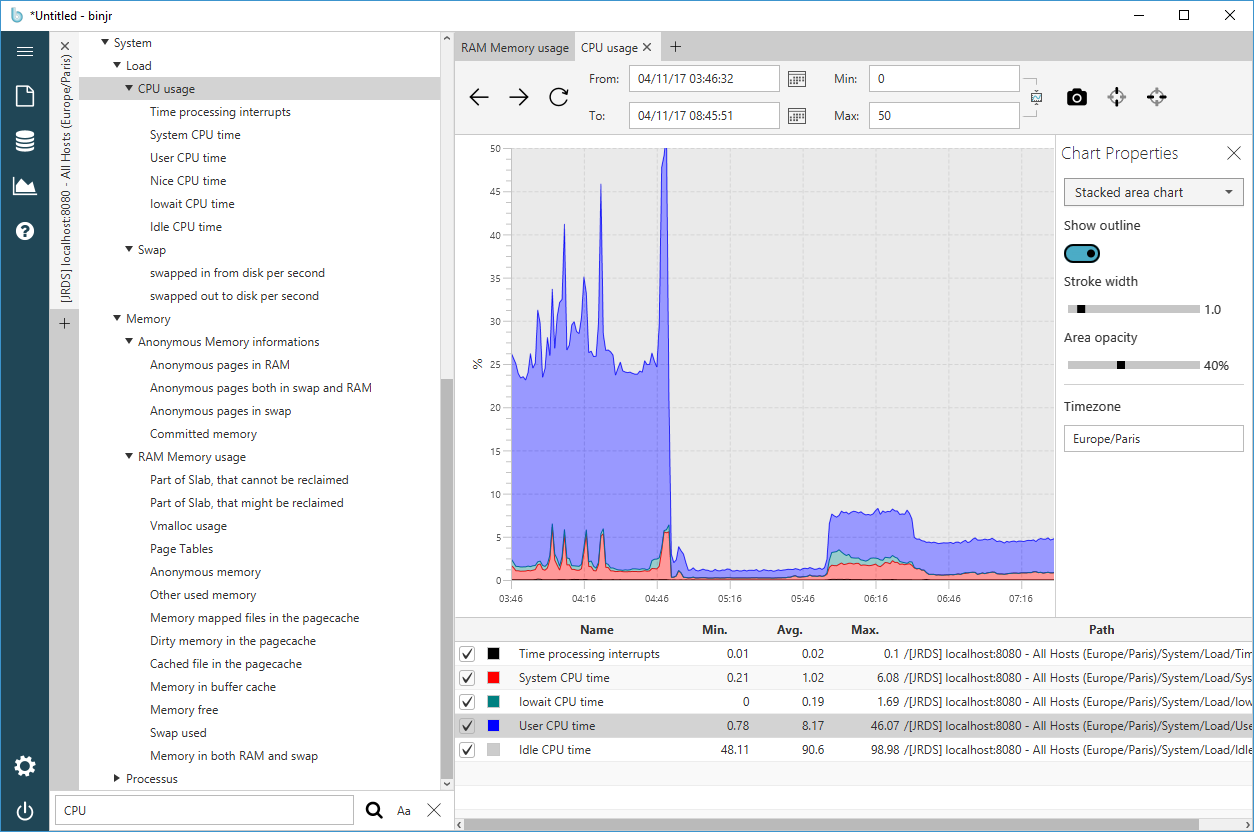 *Untitled - binjr
[JRDS] localhost:8080 - All Hosts (Europe/Paris)
System
Load
CPU usage
Time processing interrupts
System CPU time
User CPU time
Nice CPU time
Iowait CPU time
Idle CPU time
Swap
swapped in from disk per second
swapped out to disk per second
Memory
Anonymous Memory informations
Anonymous pages in RAM
Anonymous pages both in swap and RAM
Anonymous pages in swap
Committed memory
RAM Memory usage
Part of Slab, that cannot be reclaimed
Part of Slab, that might be reclaimed
Vmalloc usage
Page Tables
Anonymous memory
Other used memory
Memory mapped files in the pagecache
Dirty memory in the pagecache
Cached file in the pagecache
Memory in buffer cache
Memory free
Swap used
Memory in both RAM and swap
Processus
CPU
Aa
RAM Memory usage CPU usage
From: 04/11/17 03:46:32 Min: 0
To: 04/11/17 08:45:51 Max: 50
50
45
40
35
30
25
20
15
10
5
0
%
03:46 04:16 04:46 05:16 05:46 06:16 06:46 07:16
Chart Properties
Stacked area chart
Show outline
Stroke width
1.0
Area opacity
40%
Timezone
Europe/Paris
Name Min. Avg. Max. Path
Time processing interrupts 0.01 0.02 0.1 /[JRDS] localhost:8080 - All Hosts (Europe/Paris)/System/Load/Tim
System CPU time 0.21 1.02 6.08 /[JRDS] localhost:8080 - All Hosts (Europe/Paris)/System/Load/Sys
Iowait CPU time 0 0.19 1.69 /[JRDS] localhost:8080 - All Hosts (Europe/Paris)/System/Load/Iow
User CPU time 0.78 8.17 46.07 /[JRDS] localhost:8080 - All Hosts (Europe/Paris)/System/Load/Use
Idle CPU time 48.11 90.6 98.98 /[JRDS] localhost:8080 - All Hosts (Europe/Paris)/System/Load/Idle